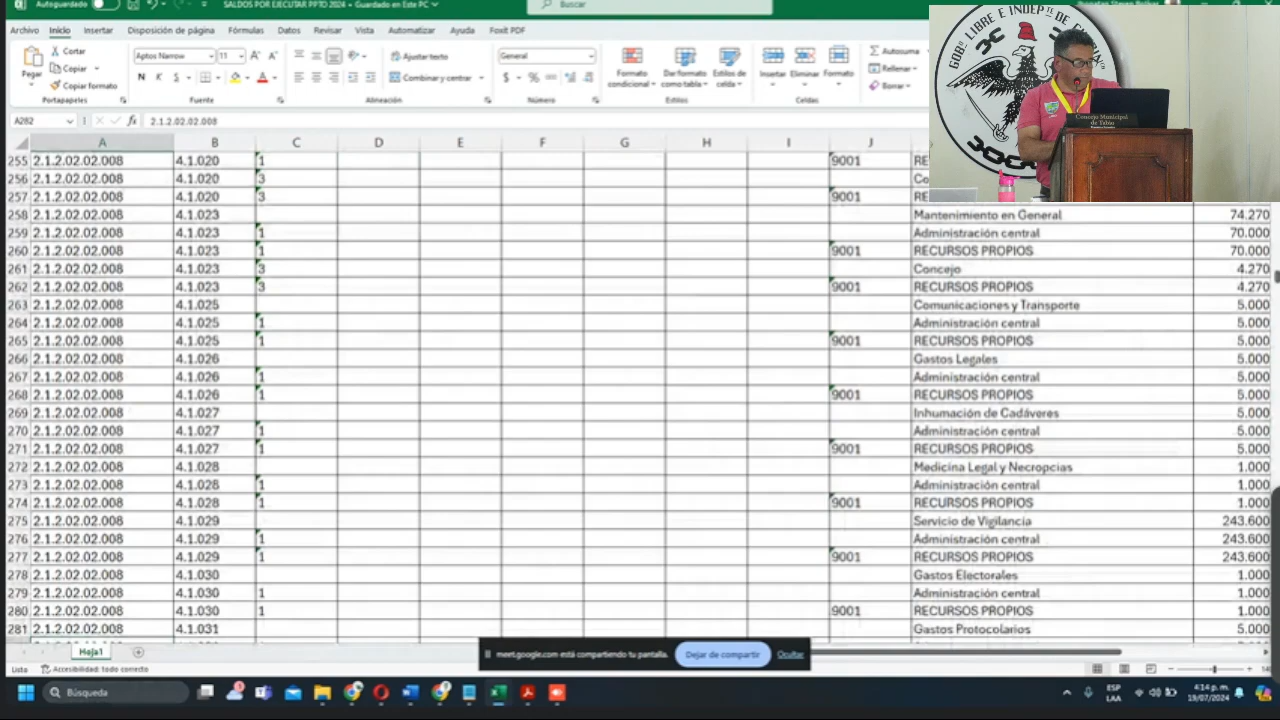 Autoguardado SALDOS POR EJECUTAR PPTO 2024 • Guardado en Este PC Buscar
Archivo Inicio Insertar Disposición de página Fórmulas Datos Revisar Vista Automatizar Ayuda Foxit PDF
Pegar Cortar Copiar Copiar formato
Aptos Narrow 11 N K S
Ajustar texto Combinar y centrar
General $ % 000
Formato condicional Dar formato como tabla Estilos de celda
Insertar Eliminar Formato
Autosuma Rellenar Borrar
Portapapeles Fuente Alineación Número Estilos Celdas
A282 fx 2.1.2.02.02.008
A B C D E F G H I J
255 2.1.2.02.02.008 4.1.020 1 9001 RE
256 2.1.2.02.02.008 4.1.020 3 Co
257 2.1.2.02.02.008 4.1.020 3 9001 RE
258 2.1.2.02.02.008 4.1.023 Mantenimiento en General 74.270
259 2.1.2.02.02.008 4.1.023 1 Administración central 70.000
260 2.1.2.02.02.008 4.1.023 1 9001 RECURSOS PROPIOS 70.000
261 2.1.2.02.02.008 4.1.023 3 Concejo 4.270
262 2.1.2.02.02.008 4.1.023 3 9001 RECURSOS PROPIOS 4.270
263 2.1.2.02.02.008 4.1.025 Comunicaciones y Transporte 5.000
264 2.1.2.02.02.008 4.1.025 1 Administración central 5.000
265 2.1.2.02.02.008 4.1.025 1 9001 RECURSOS PROPIOS 5.000
266 2.1.2.02.02.008 4.1.026 Gastos Legales 5.000
267 2.1.2.02.02.008 4.1.026 1 Administración central 5.000
268 2.1.2.02.02.008 4.1.026 1 9001 RECURSOS PROPIOS 5.000
269 2.1.2.02.02.008 4.1.027 Inhumación de Cadáveres 5.000
270 2.1.2.02.02.008 4.1.027 1 Administración central 5.000
271 2.1.2.02.02.008 4.1.027 1 9001 RECURSOS PROPIOS 5.000
272 2.1.2.02.02.008 4.1.028 Medicina Legal y Necropcias 1.000
273 2.1.2.02.02.008 4.1.028 1 Administración central 1.000
274 2.1.2.02.02.008 4.1.028 1 9001 RECURSOS PROPIOS 1.000
275 2.1.2.02.02.008 4.1.029 Servicio de Vigilancia 243.600
276 2.1.2.02.02.008 4.1.029 1 Administración central 243.600
277 2.1.2.02.02.008 4.1.029 1 9001 RECURSOS PROPIOS 243.600
278 2.1.2.02.02.008 4.1.030 Gastos Electorales 1.000
279 2.1.2.02.02.008 4.1.030 1 Administración central 1.000
280 2.1.2.02.02.008 4.1.030 1 9001 RECURSOS PROPIOS 1.000
281 2.1.2.02.02.008 4.1.031 Gastos Protocolarios 5.000
Hoja1
meet.google.com está compartiendo tu pantalla. Dejar de compartir Ocultar
Listo Accesibilidad: todo correcto
Búsqueda
ESP LAA
4:14 p. m.
19/07/2024
GOBº LIBRE E INDEPTE DE
Concejo Municipal
de Tabio